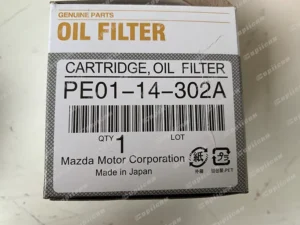 GENUINE PARTS
OIL FILTER
CARTRIDGE, OIL FILTER
PE01-14-302A
QTY LOT
1
Mazda Motor Corporation
Made in Japan